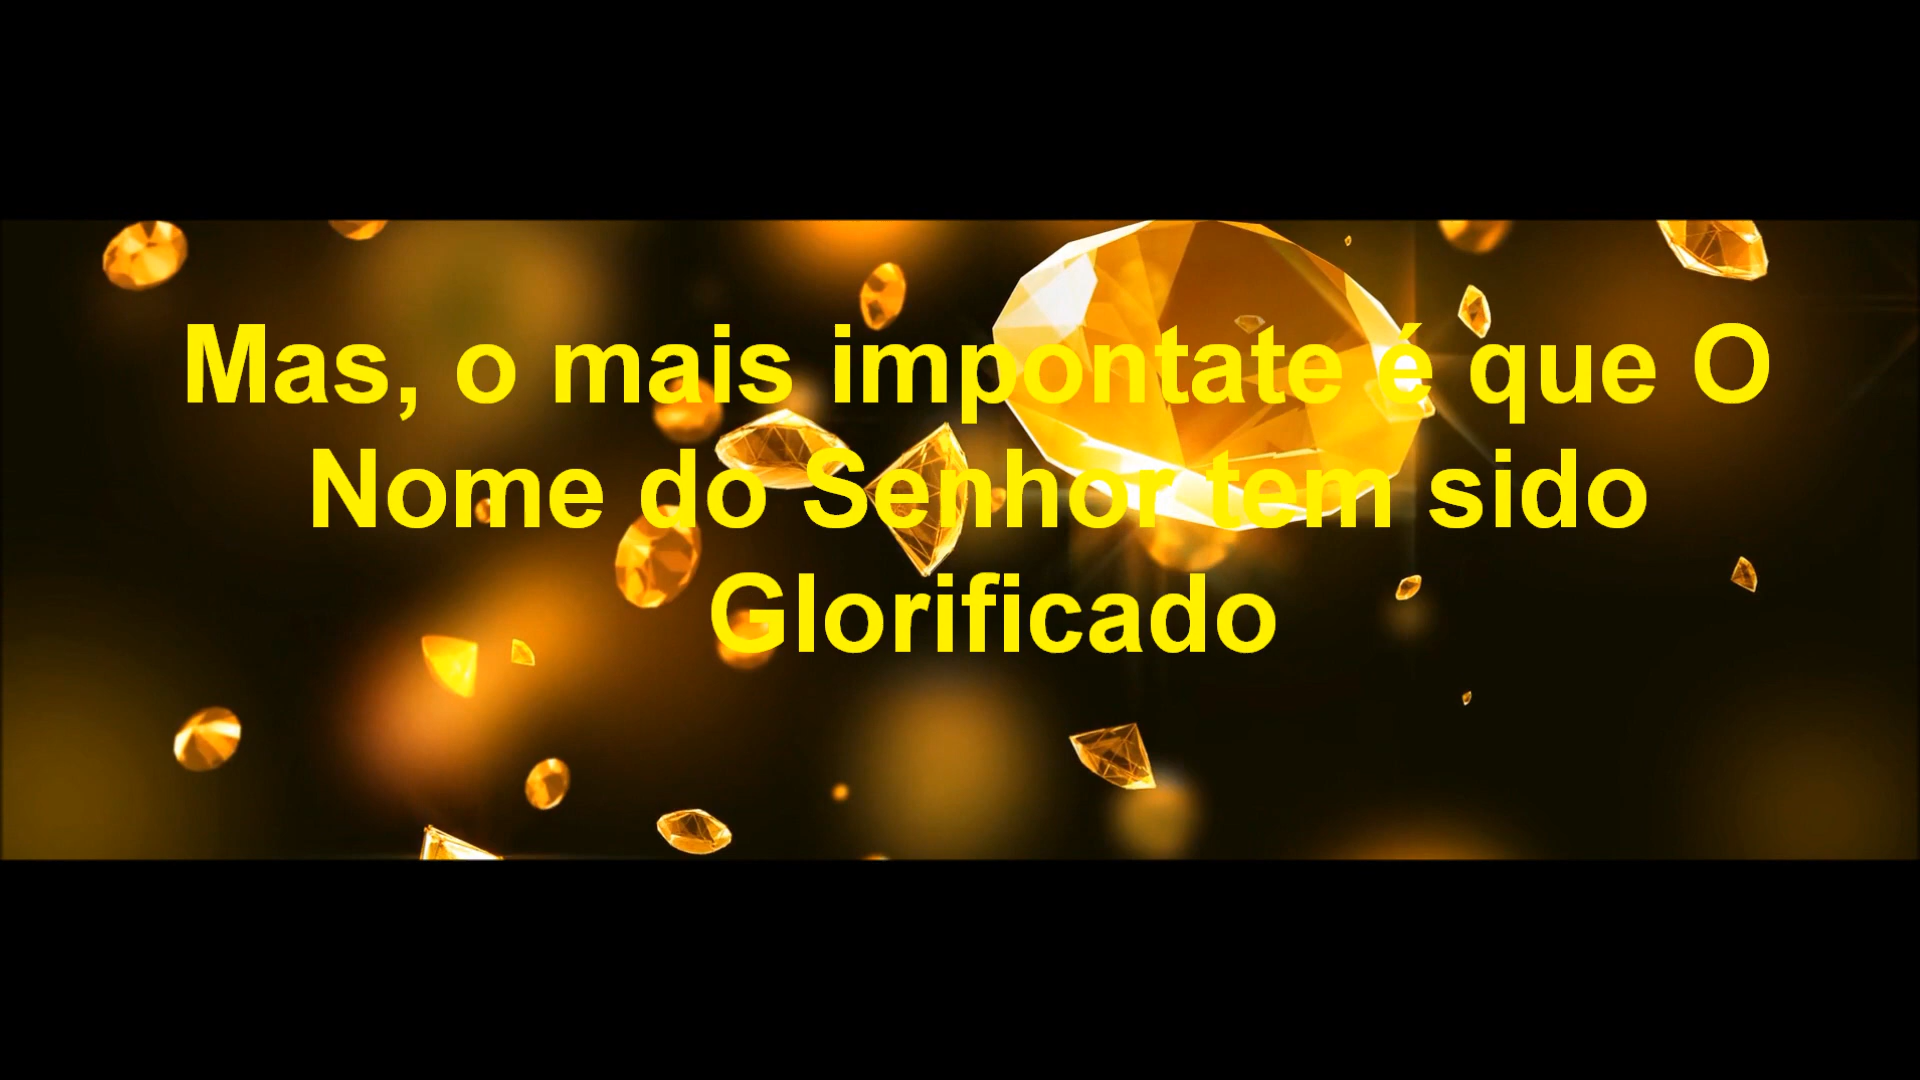 Mas, o mais impontate é que O
Nome do Senhor tem sido
Glorificado